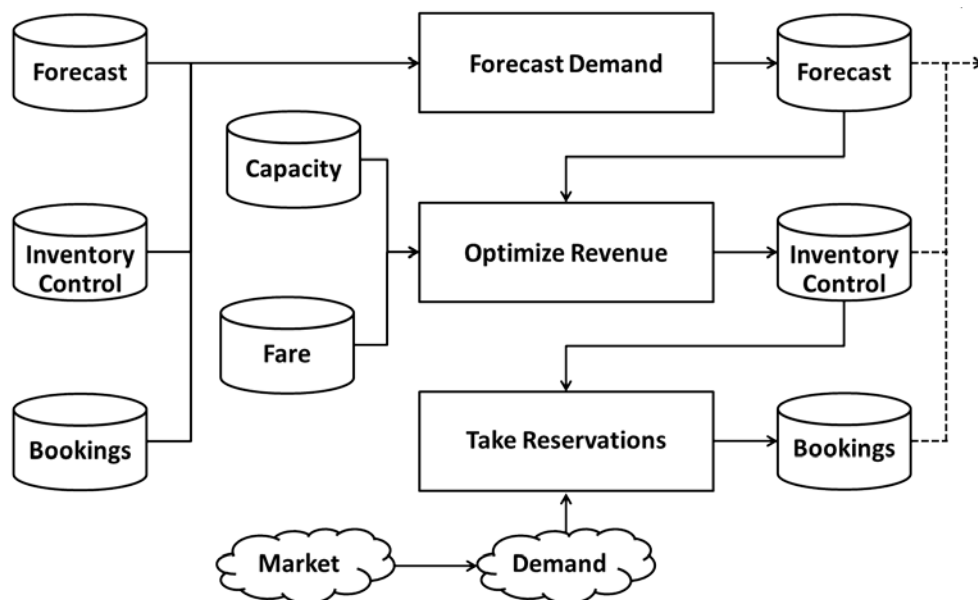 Forecast
Forecast Demand
Forecast
Capacity
Inventory
Control
Optimize Revenue
Inventory
Control
Fare
Bookings
Take Reservations
Bookings
Market
Demand